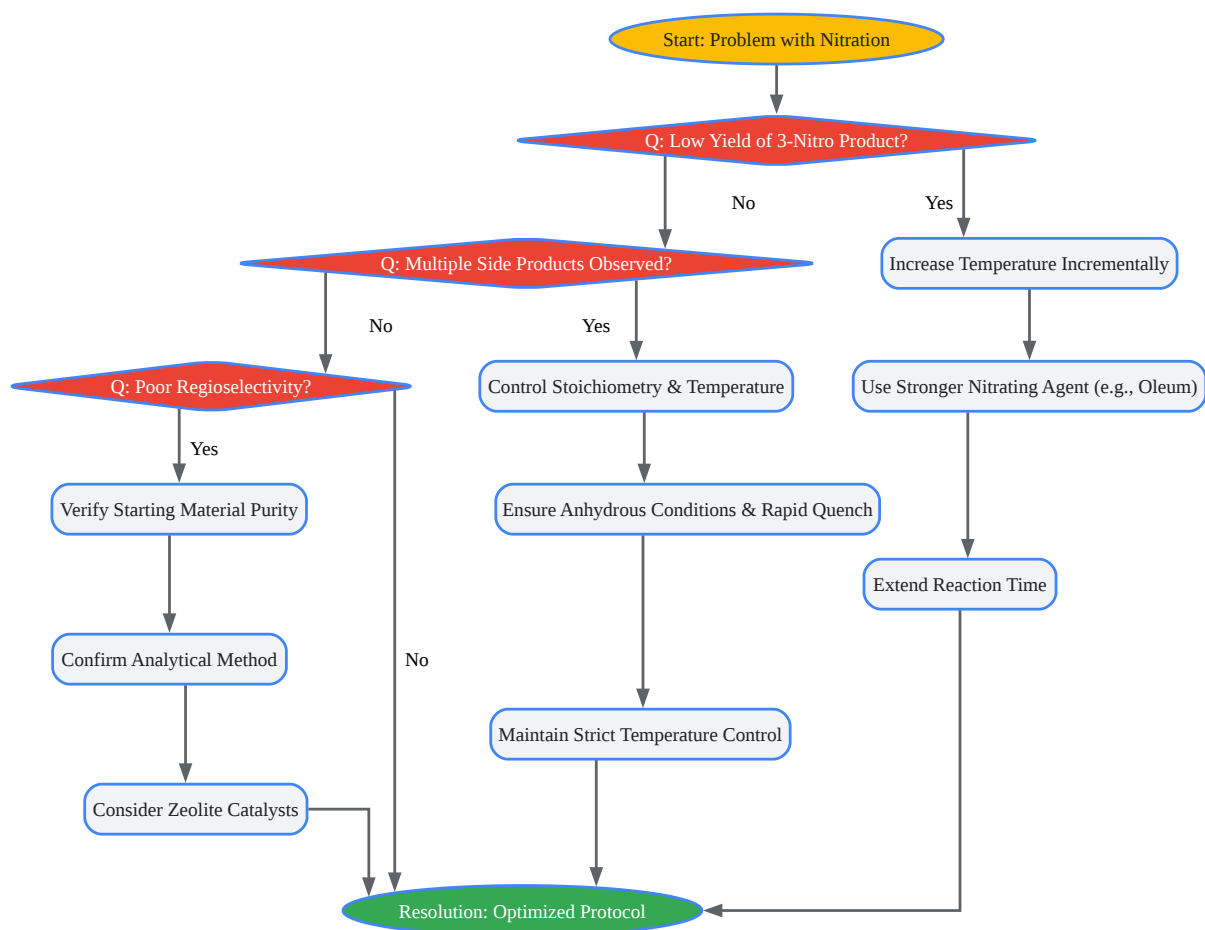 Start: Problem with Nitration
Q: Low Yield of 3-Nitro Product?
No
Yes
Q: Multiple Side Products Observed?
Increase Temperature Incrementally
No
Yes
Q: Poor Regioselectivity?
Control Stoichiometry & Temperature
Use Stronger Nitrating Agent (e.g., Oleum)
Yes
Verify Starting Material Purity
Ensure Anhydrous Conditions & Rapid Quench
Extend Reaction Time
Confirm Analytical Method
No
Maintain Strict Temperature Control
Consider Zeolite Catalysts
Resolution: Optimized Protocol